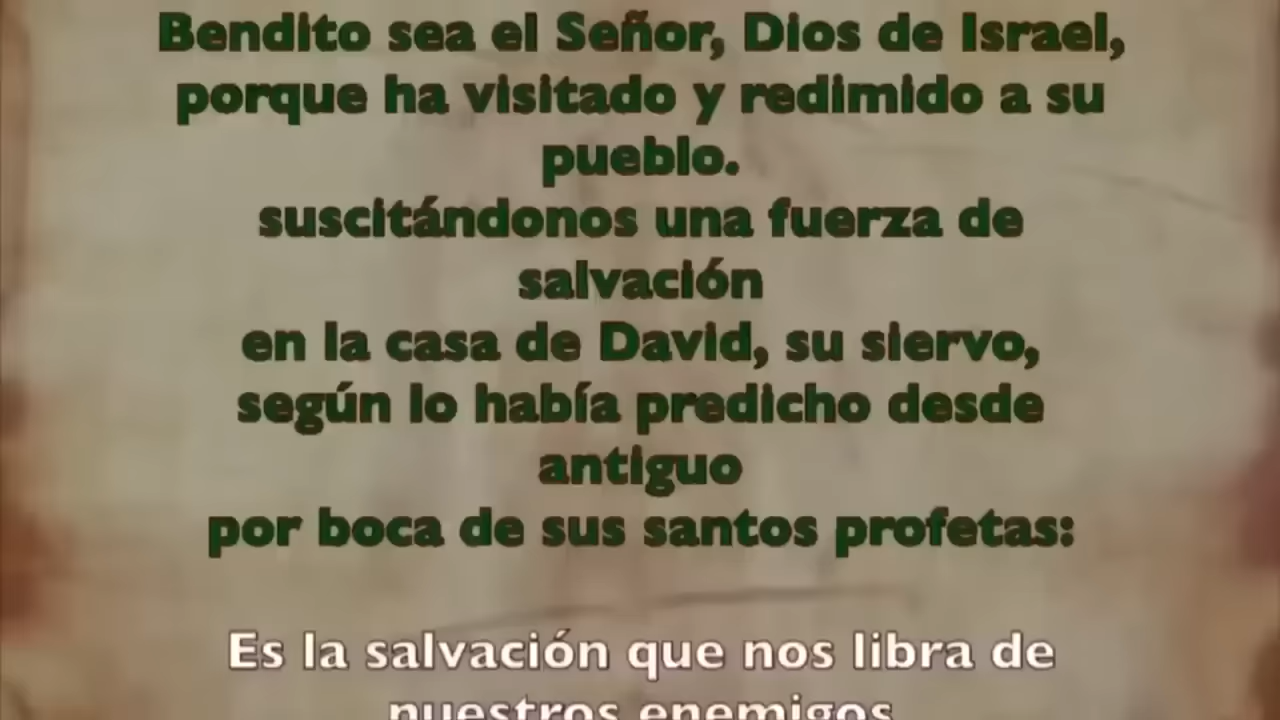 Bendito sea el Señor, Dios de Israel,
porque ha visitado y redimido a su
pueblo.
suscitándonos una fuerza de
salvación
en la casa de David, su siervo,
según lo había predicho desde
antiguo
por boca de sus santos profetas:
Es la salvación que nos libra de
nuestros enemigos